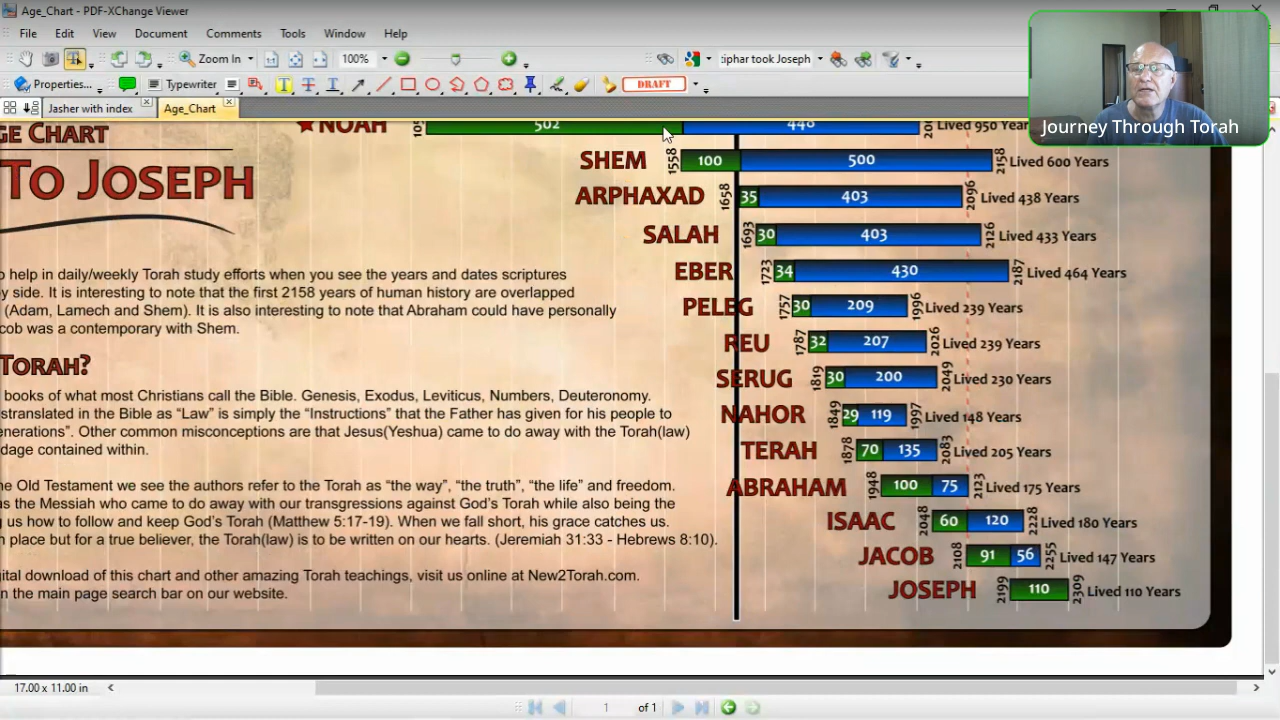 Age_Chart - PDF-XChange Viewer
File Edit View Document Comments Tools Window Help
Zoom In 100% :iphar took Joseph
Properties... Typewriter DRAFT
Jasher with index Age_Chart
Journey Through Torah
GE CHART
TO JOSEPH
NOAH 502 Lived 950 Year
SHEM 1558 100 500 2158 Lived 600 Years
ARPHAXAD 1658 35 403 2096 Lived 438 Years
SALAH 1693 30 403 2126 Lived 433 Years
EBER 1723 34 430 2187 Lived 464 Years
PELEG 1757 30 209 1996 Lived 239 Years
REU 1787 32 207 2026 Lived 239 Years
SERUG 1819 30 200 2049 Lived 230 Years
NAHOR 1849 29 119 1997 Lived 148 Years
TERAH 1878 70 135 2083 Lived 205 Years
ABRAHAM 1948 100 75 2123 Lived 175 Years
ISAAC 2048 60 120 2228 Lived 180 Years
JACOB 2108 91 56 2255 Lived 147 Years
JOSEPH 2199 110 2309 Lived 110 Years
o help in daily/weekly Torah study efforts when you see the years and dates scriptures
y side. It is interesting to note that the first 2158 years of human history are overlapped
(Adam, Lamech and Shem). It is also interesting to note that Abraham could have personally
cob was a contemporary with Shem.
TORAH?
books of what most Christians call the Bible. Genesis, Exodus, Leviticus, Numbers, Deuteronomy.
stranslated in the Bible as “Law” is simply the “Instructions” that the Father has given for his people to
enerations”. Other common misconceptions are that Jesus(Yeshua) came to do away with the Torah(law)
dage contained within.
he Old Testament we see the authors refer to the Torah as “the way”, “the truth”, “the life” and freedom.
as the Messiah who came to do away with our transgressions against God’s Torah while also being the
g us how to follow and keep God’s Torah (Matthew 5:17-19). When we fall short, his grace catches us.
n place but for a true believer, the Torah(law) is to be written on our hearts. (Jeremiah 31:33 - Hebrews 8:10).
gital download of this chart and other amazing Torah teachings, visit us online at New2Torah.com.
n the main page search bar on our website.
17.00 x 11.00 in
1 of 1